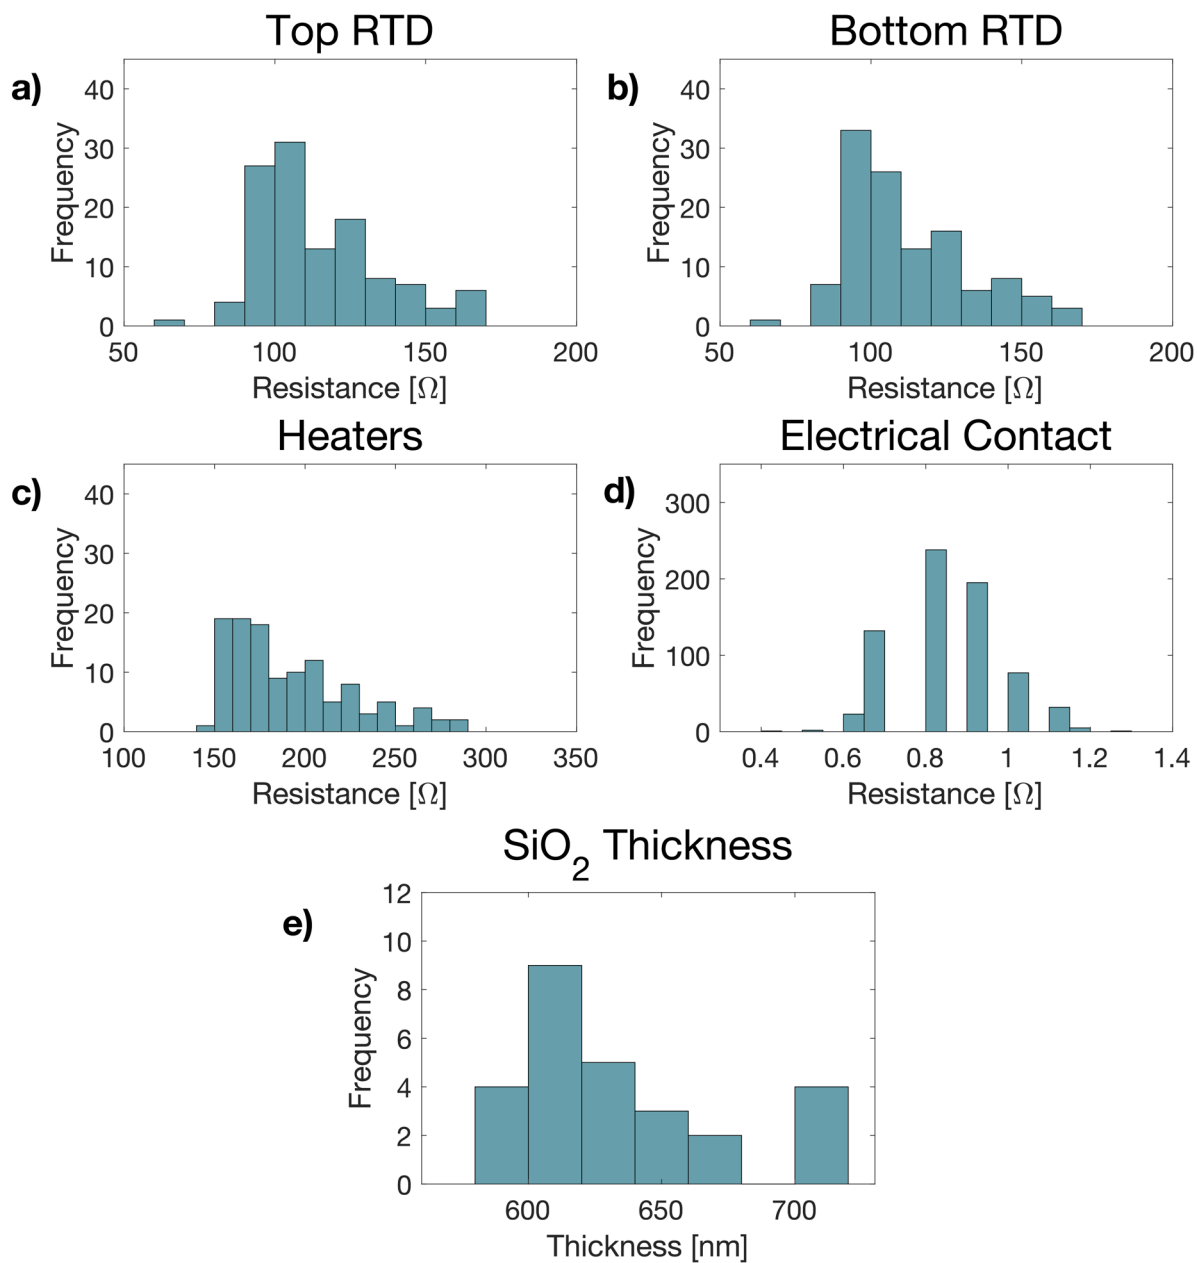 Top RTD
a)
Frequency
40
30
20
10
0
50 100 150 200
Resistance [Ω]
Bottom RTD
b)
Frequency
40
30
20
10
0
50 100 150 200
Resistance [Ω]
Heaters
c)
Frequency
40
30
20
10
0
100 150 200 250 300 350
Resistance [Ω]
Electrical Contact
d)
Frequency
300
200
100
0
0.4 0.6 0.8 1 1.2 1.4
Resistance [Ω]
SiO₂ Thickness
e)
Frequency
12
10
8
6
4
2
0
600 650 700
Thickness [nm]